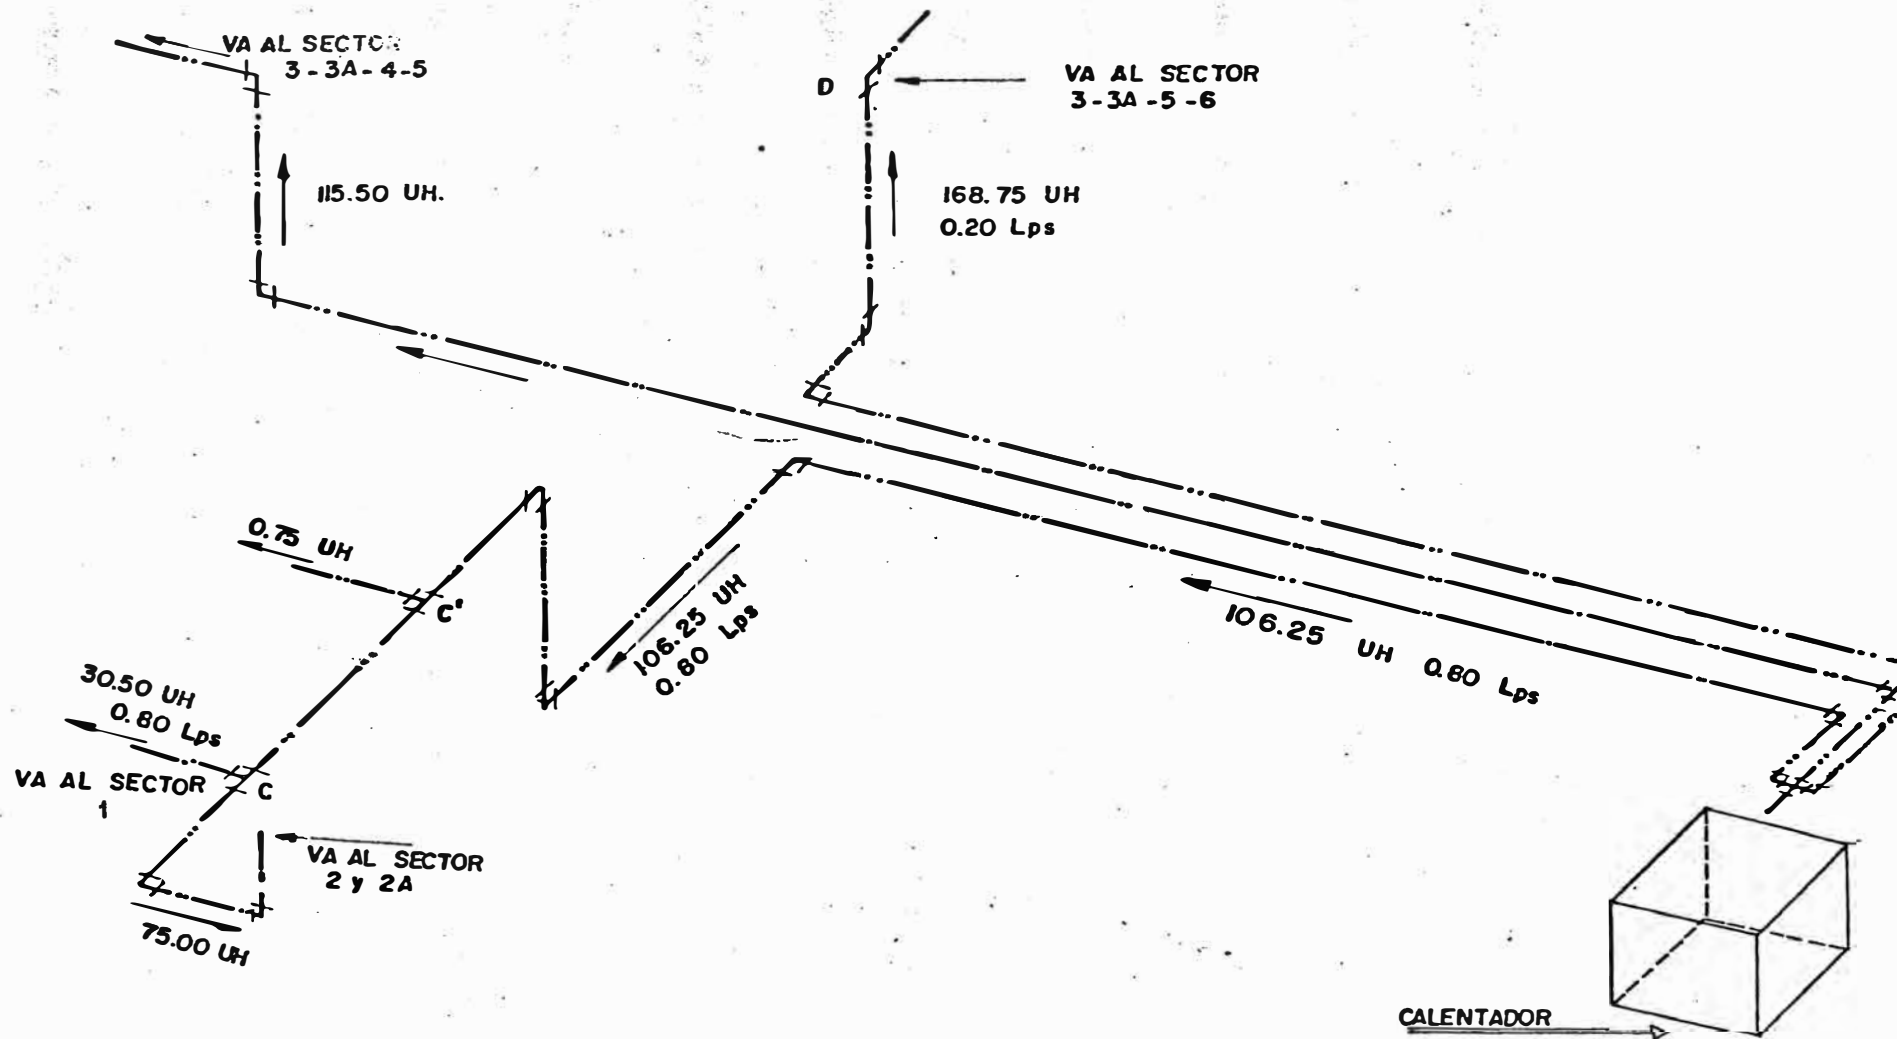 VA AL SECTOR
3-3A-4-5
D
VA AL SECTOR
3-3A-5-6
115.50 UH.
168.75 UH
0.20 Lps
0.75 UH
C'
106.25 UH
0.80 Lps
106.25 UH 0.80 Lps
30.50 UH
0.80 Lps
VA AL SECTOR
1
C
VA AL SECTOR
2 y 2A
75.00 UH
CALENTADOR